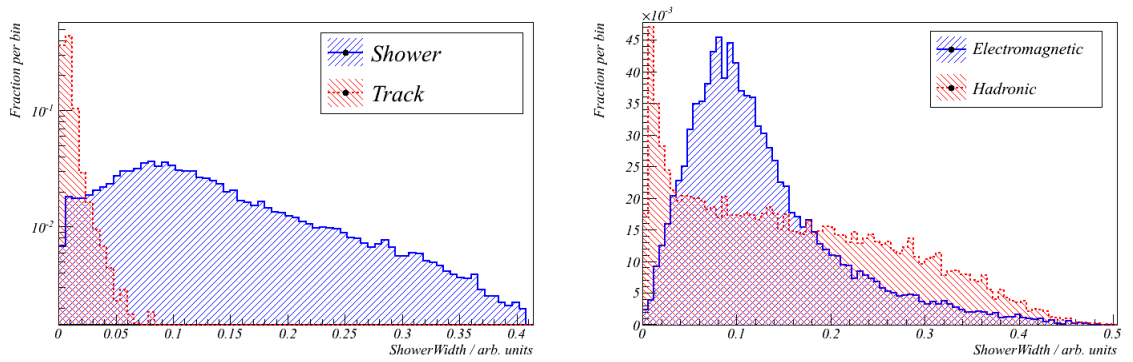 Fraction per bin
10⁻¹
10⁻²
Shower
Track
0 0.05 0.1 0.15 0.2 0.25 0.3 0.35 0.4
ShowerWidth / arb. units
×10⁻³
Fraction per bin
45
40
35
30
25
20
15
10
5
0
Electromagnetic
Hadronic
0 0.1 0.2 0.3 0.4 0.5
ShowerWidth / arb. units